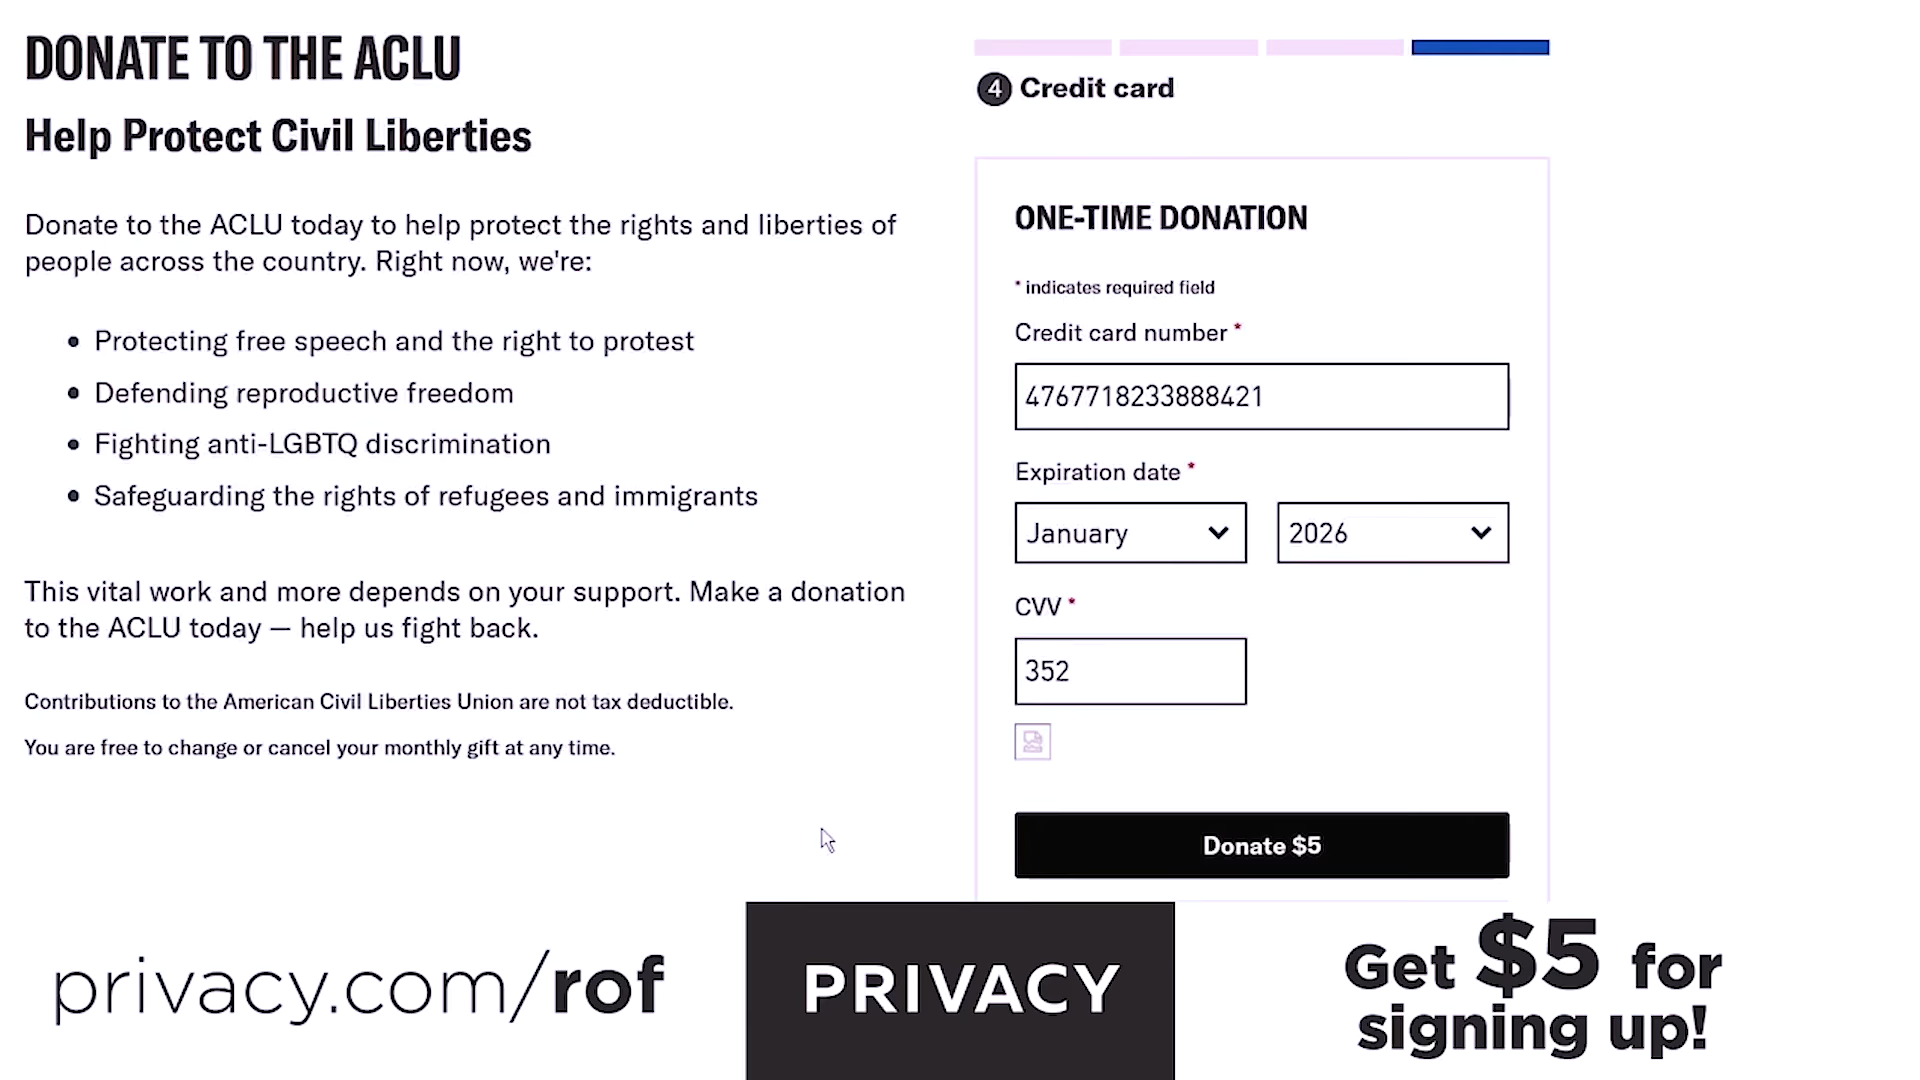 DONATE TO THE ACLU
Help Protect Civil Liberties
Donate to the ACLU today to help protect the rights and liberties of
people across the country. Right now, we're:
• Protecting free speech and the right to protest
• Defending reproductive freedom
• Fighting anti-LGBTQ discrimination
• Safeguarding the rights of refugees and immigrants
This vital work and more depends on your support. Make a donation
to the ACLU today — help us fight back.
Contributions to the American Civil Liberties Union are not tax deductible.
You are free to change or cancel your monthly gift at any time.
4 Credit card
ONE-TIME DONATION
* indicates required field
Credit card number *
4767718233888421
Expiration date *
January 2026
CVV *
352
Donate $5
privacy.com/rof
PRIVACY
Get $5 for
signing up!